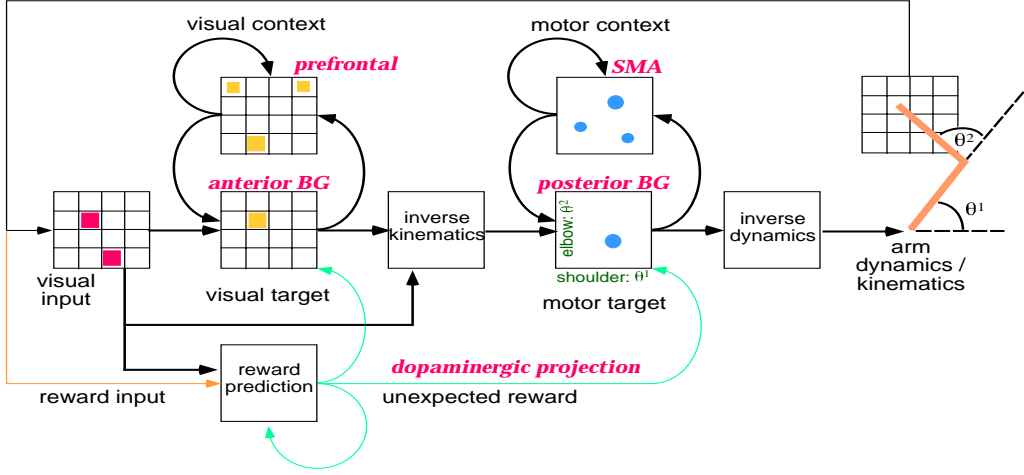 visual context
motor context
prefrontal
SMA
θ²
anterior BG
posterior BG
θ¹
inverse
kinematics
elbow: θ²
inverse
dynamics
arm
dynamics /
kinematics
visual
input
visual target
shoulder: θ¹
motor target
reward
prediction
dopaminergic projection
reward input
unexpected reward